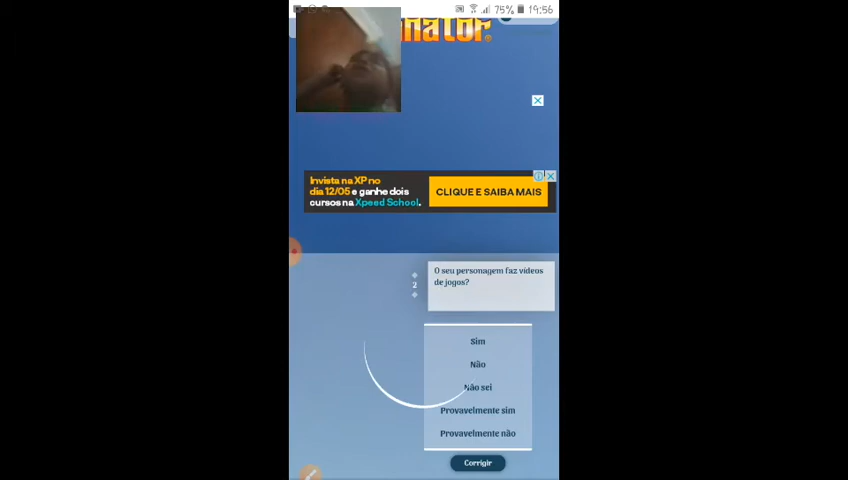 75% 19:56
nator
Invista na XP no
dia 12/05 e ganhe dois
cursos na Xpeed School.
CLIQUE E SAIBA MAIS
O seu personagem faz vídeos
de jogos?
2
Sim
Não
Não sei
Provavelmente sim
Provavelmente não
Corrigir